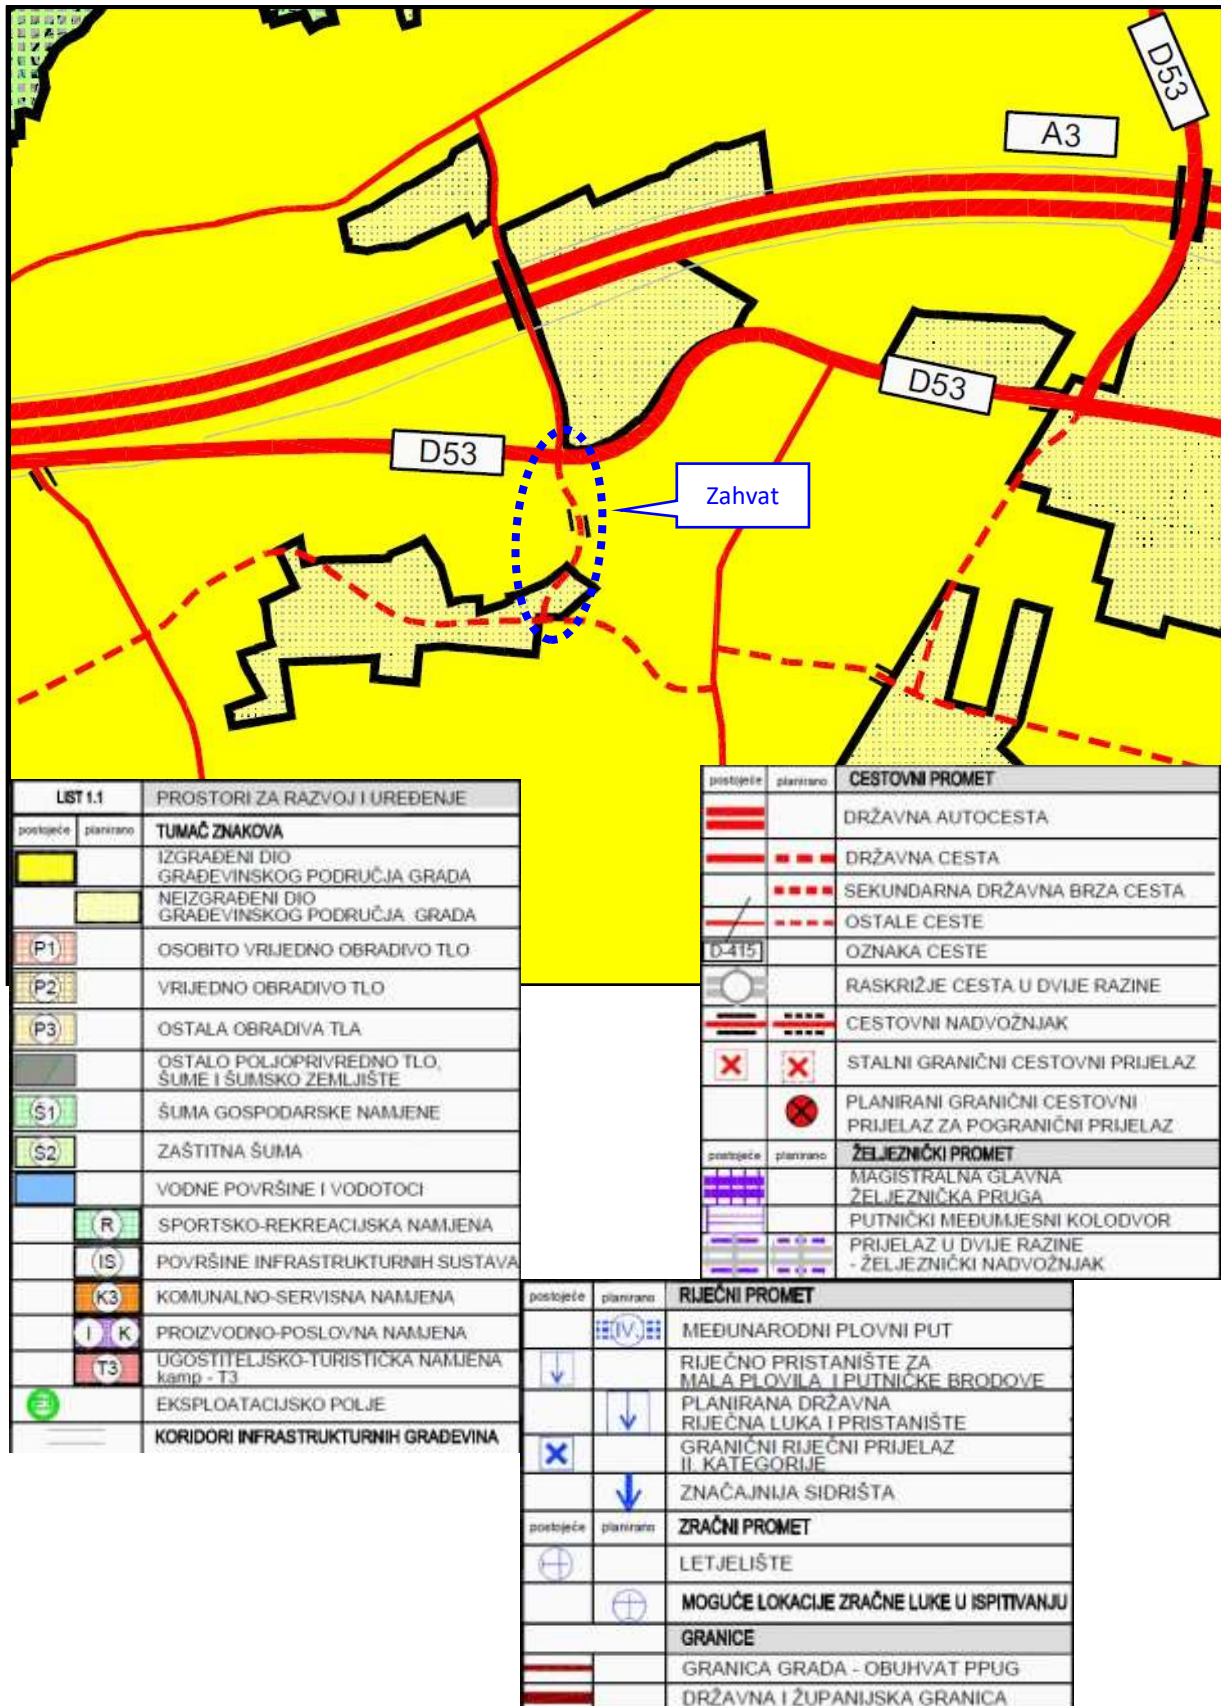 D53
A3
D53
D53
Zahvat
LIST 1.1 PROSTORI ZA RAZVOJ I UREĐENJE
postojeće planirano TUMAČ ZNAKOVA
IZGRAĐENI DIO
GRAĐEVINSKOG PODRUČJA GRADA
NEIZGRAĐENI DIO
GRAĐEVINSKOG PODRUČJA GRADA
P1 OSOBITO VRIJEDNO OBRADIVO TLO
P2 VRIJEDNO OBRADIVO TLO
P3 OSTALA OBRADIVA TLA
OSTALO POLJOPRIVREDNO TLO,
ŠUME I ŠUMSKO ZEMLJIŠTE
Š1 ŠUMA GOSPODARSKE NAMJENE
Š2 ZAŠTITNA ŠUMA
VODNE POVRŠINE I VODOTOCI
R SPORTSKO-REKREACIJSKA NAMJENA
IS POVRŠINE INFRASTRUKTURNIH SUSTAVA
K3 KOMUNALNO-SERVISNA NAMJENA
I K PROIZVODNO-POSLOVNA NAMJENA
T3 UGOSTITELJSKO-TURISTIČKA NAMJENA
kamp - T3
EKSPLOATACIJSKO POLJE
KORIDORI INFRASTRUKTURNIH GRAĐEVINA
postojeće planirano CESTOVNI PROMET
DRŽAVNA AUTOCESTA
DRŽAVNA CESTA
SEKUNDARNA DRŽAVNA BRZA CESTA
OSTALE CESTE
D-415 OZNAKA CESTE
RASKRIŽJE CESTA U DVIJE RAZINE
CESTOVNI NADVOŽNJAK
STALNI GRANIČNI CESTOVNI PRIJELAZ
PLANIRANI GRANIČNI CESTOVNI
PRIJELAZ ZA POGRANIČNI PRIJELAZ
postojeće planirano ŽELJEZNIČKI PROMET
MAGISTRALNA GLAVNA
ŽELJEZNIČKA PRUGA
PUTNIČKI MEĐUMJESNI KOLODVOR
PRIJELAZ U DVIJE RAZINE
- ŽELJEZNIČKI NADVOŽNJAK
postojeće planirano RIJEČNI PROMET
IV. MEĐUNARODNI PLOVNI PUT
RIJEČNO PRISTANIŠTE ZA
MALA PLOVILA I PUTNIČKE BRODOVE
PLANIRANA DRŽAVNA
RIJEČNA LUKA I PRISTANIŠTE
GRANIČNI RIJEČNI PRIJELAZ
II. KATEGORIJE
ZNAČAJNIJA SIDRIŠTA
postojeće planirano ZRAČNI PROMET
LETJELIŠTE
MOGUĆE LOKACIJE ZRAČNE LUKE U ISPITIVANJU
GRANICE
GRANICA GRADA - OBUHVAT PPUG
DRŽAVNA I ŽUPANIJSKA GRANICA